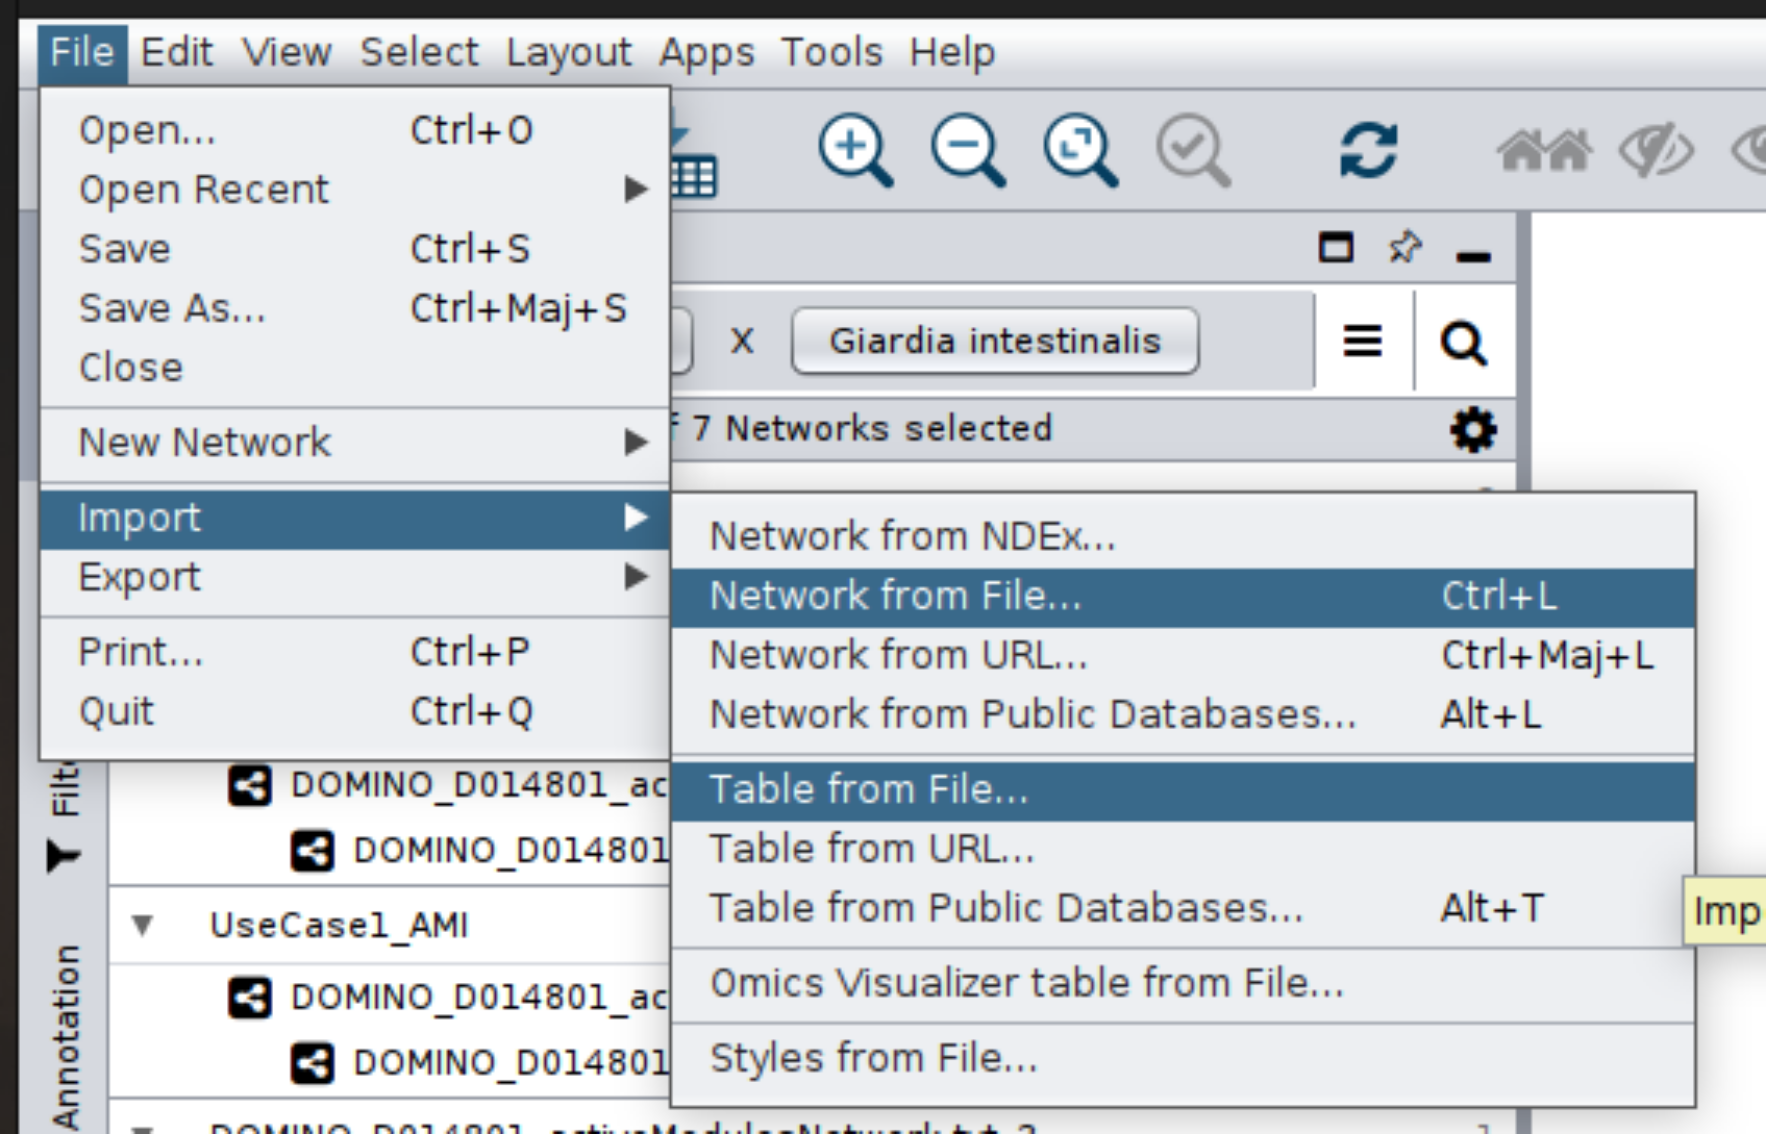 File Edit View Select Layout Apps Tools Help
Open... Ctrl+O
Open Recent
Save Ctrl+S
Save As... Ctrl+Maj+S
Close
X Giardia intestinalis
7 Networks selected
New Network
Import
Export
Print... Ctrl+P
Quit Ctrl+Q
Network from NDEx...
Network from File... Ctrl+L
Network from URL... Ctrl+Maj+L
Network from Public Databases... Alt+L
Table from File...
Table from URL...
Table from Public Databases... Alt+T
Omics Visualizer table from File...
Styles from File...
Imp
Filte
Annotation
DOMINO_D014801_ac
DOMINO_D014801
UseCase1_AMI
DOMINO_D014801_ac
DOMINO_D014801
DOMINO_D014801_activeModulesNetwork.txt_2